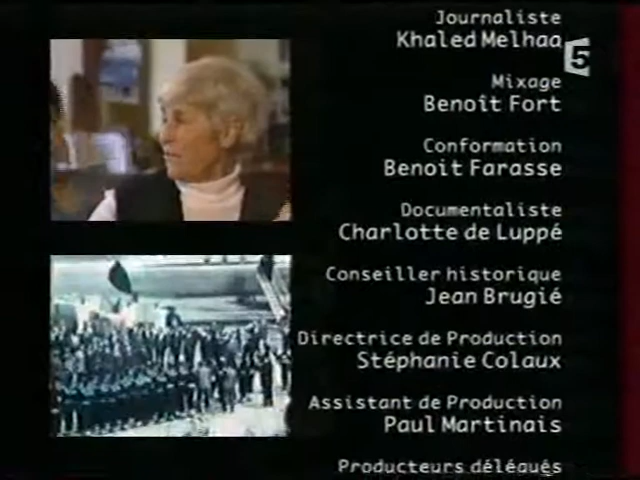 Journaliste
Khaled Melhaa
5
Mixage
Benoît Fort
Conformation
Benoit Farasse
Documentaliste
Charlotte de Luppé
Conseiller historique
Jean Brugié
Directrice de Production
Stéphanie Colaux
Assistant de Production
Paul Martinais
Producteurs délégués